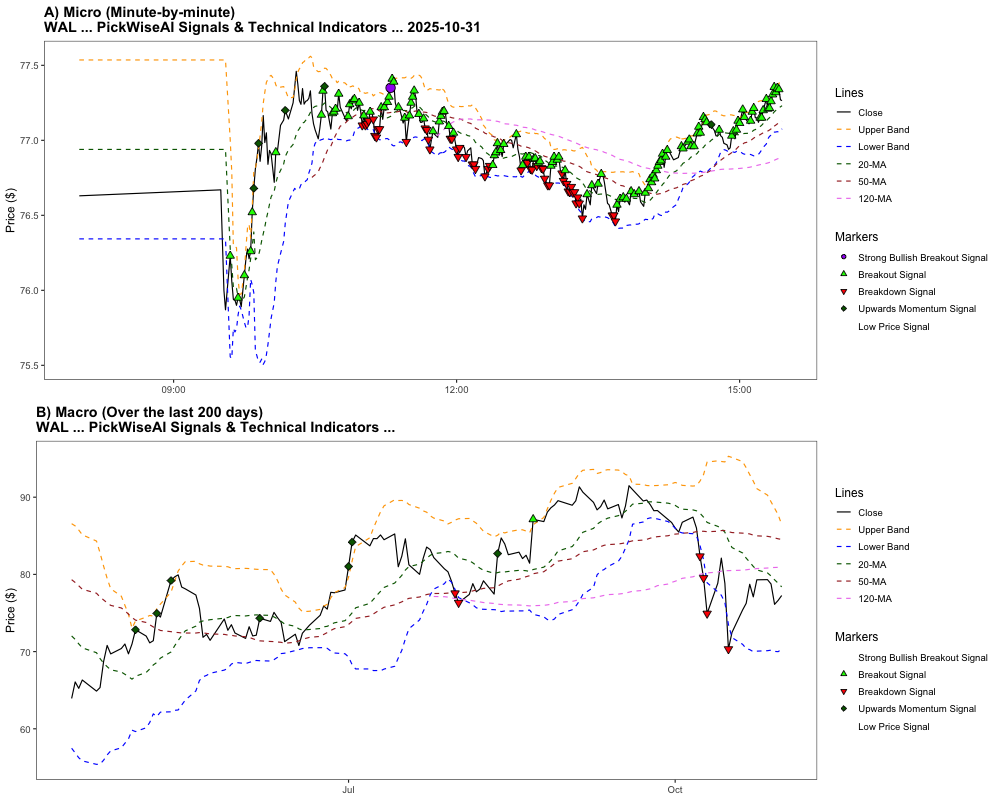 A) Micro (Minute-by-minute)
WAL ... PickWiseAI Signals & Technical Indicators ... 2025-10-31
77.5
77.0
76.5
76.0
75.5
Price ($)
09:00
12:00
15:00
Lines
Close
Upper Band
Lower Band
20-MA
50-MA
120-MA
Markers
Strong Bullish Breakout Signal
Breakout Signal
Breakdown Signal
Upwards Momentum Signal
Low Price Signal
B) Macro (Over the last 200 days)
WAL ... PickWiseAI Signals & Technical Indicators ...
90
80
70
60
Price ($)
Jul
Oct
Lines
Close
Upper Band
Lower Band
20-MA
50-MA
120-MA
Markers
Strong Bullish Breakout Signal
Breakout Signal
Breakdown Signal
Upwards Momentum Signal
Low Price Signal